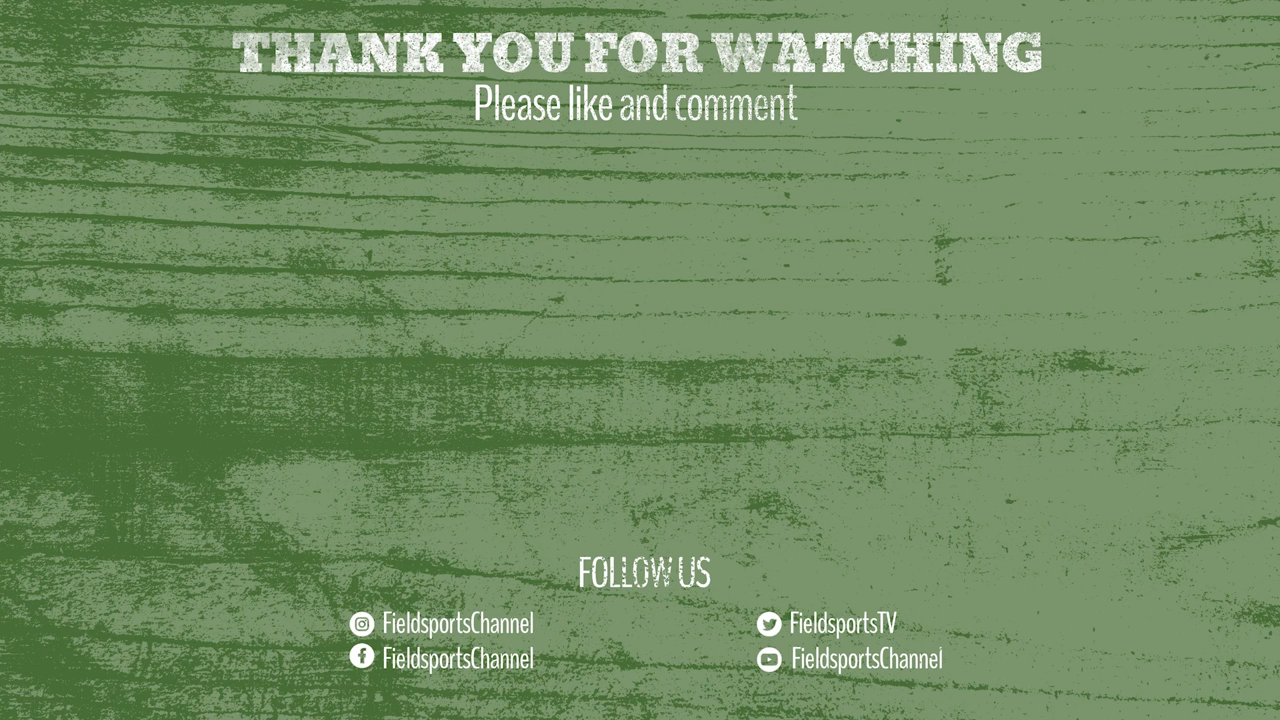 THANK YOU FOR WATCHING
Please like and comment
FOLLOW US
FieldsportsChannel
FieldsportsTV
FieldsportsChannel
FieldsportsChannel